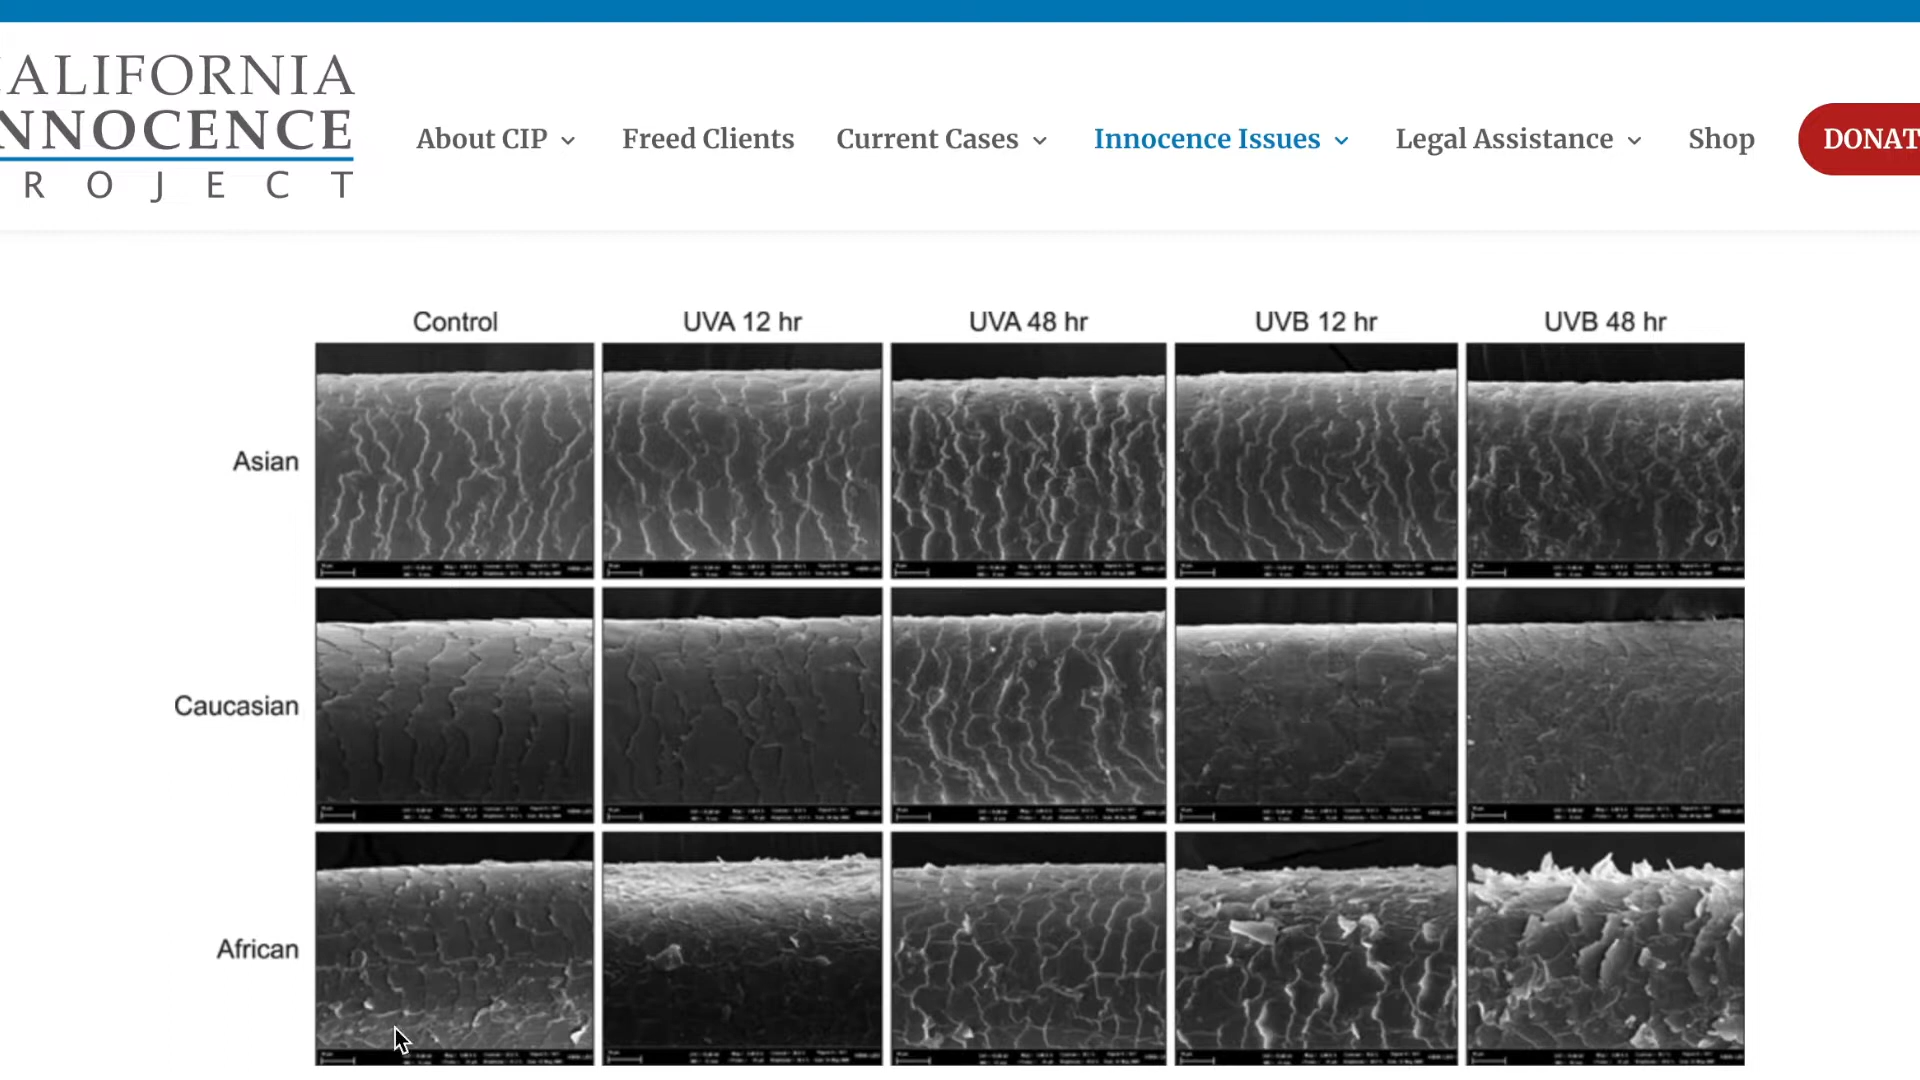 ALIFORNIA
NNOCENCE
R O J E C T
About CIP
Freed Clients
Current Cases
Innocence Issues
Legal Assistance
Shop
DONAT
Control
UVA 12 hr
UVA 48 hr
UVB 12 hr
UVB 48 hr
Asian
Caucasian
African